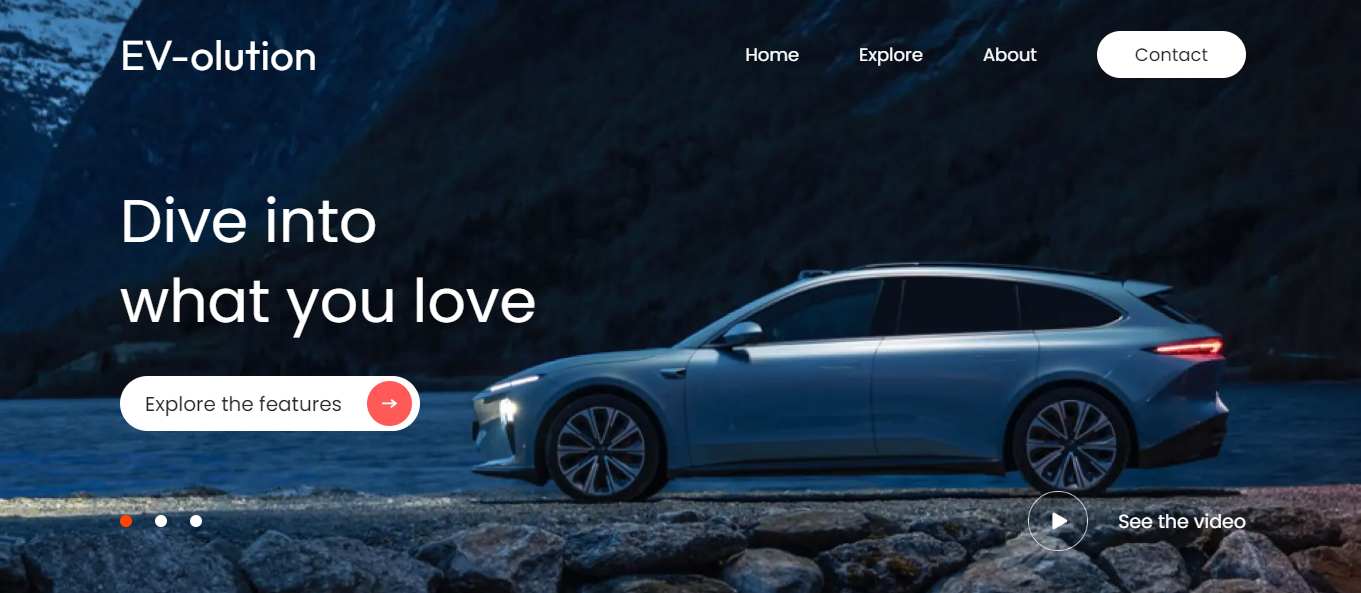 EV-olution
Home
Explore
About
Contact
Dive into
what you love
Explore the features
See the video